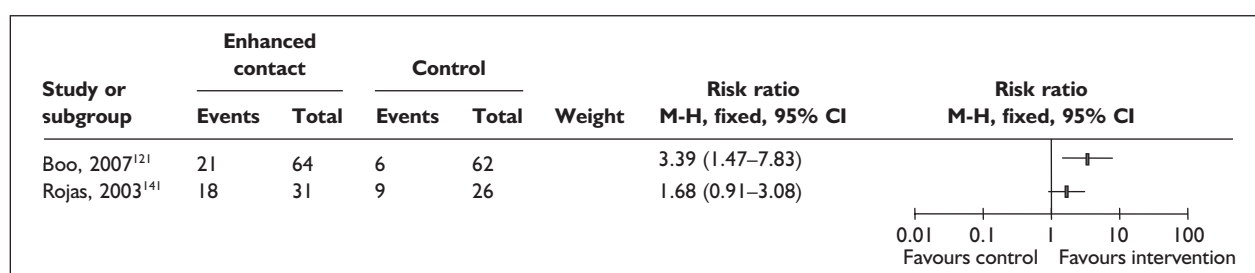 Enhanced contact
Control
Study or subgroup
Events Total Events Total Weight
Risk ratio
M-H, fixed, 95% CI
Risk ratio
M-H, fixed, 95% CI
Boo, 2007¹²¹ 21 64 6 62 3.39 (1.47–7.83)
Rojas, 2003¹⁴¹ 18 31 9 26 1.68 (0.91–3.08)
0.01 0.1 1 10 100
Favours control Favours intervention